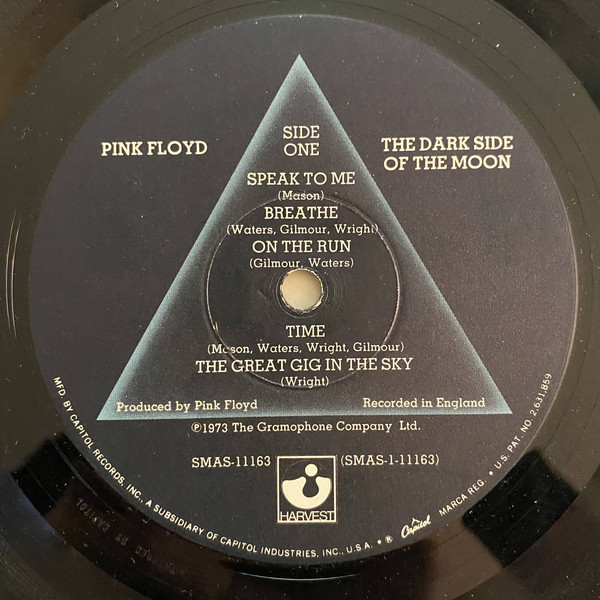 PINK FLOYD
SIDE
ONE
THE DARK SIDE
OF THE MOON
SPEAK TO ME
(Mason)
BREATHE
(Waters, Gilmour, Wright)
ON THE RUN
(Gilmour, Waters)
TIME
(Mason, Waters, Wright, Gilmour)
THE GREAT GIG IN THE SKY
(Wright)
Produced by Pink Floyd
Recorded in England
℗1973 The Gramophone Company Ltd.
SMAS-11163
(SMAS-1-11163)
HARVEST
MFD. BY CAPITOL RECORDS, INC., A SUBSIDIARY OF CAPITOL INDUSTRIES, INC., U.S.A. • ® Capitol MARCA REG. • U.S. PAT. NO. 2,631,859